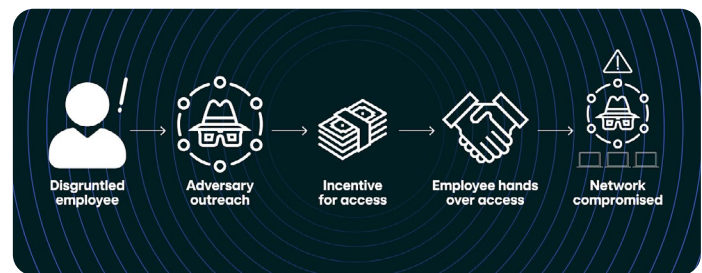 Disgruntled
employee
Adversary
outreach
Incentive
for access
Employee hands
over access
Network
compromised